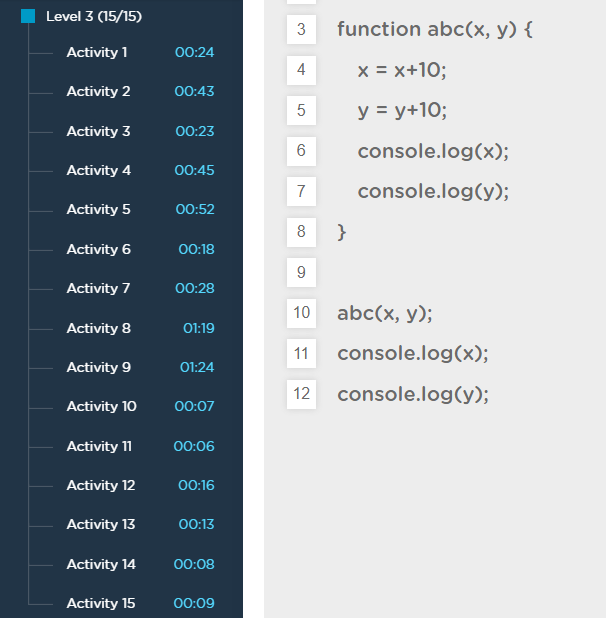 Level 3 (15/15)
Activity 1 00:24
Activity 2 00:43
Activity 3 00:23
Activity 4 00:45
Activity 5 00:52
Activity 6 00:18
Activity 7 00:28
Activity 8 01:19
Activity 9 01:24
Activity 10 00:07
Activity 11 00:06
Activity 12 00:16
Activity 13 00:13
Activity 14 00:08
Activity 15 00:09
3 function abc(x, y) {
4 x = x+10;
5 y = y+10;
6 console.log(x);
7 console.log(y);
8 }
9
10 abc(x, y);
11 console.log(x);
12 console.log(y);